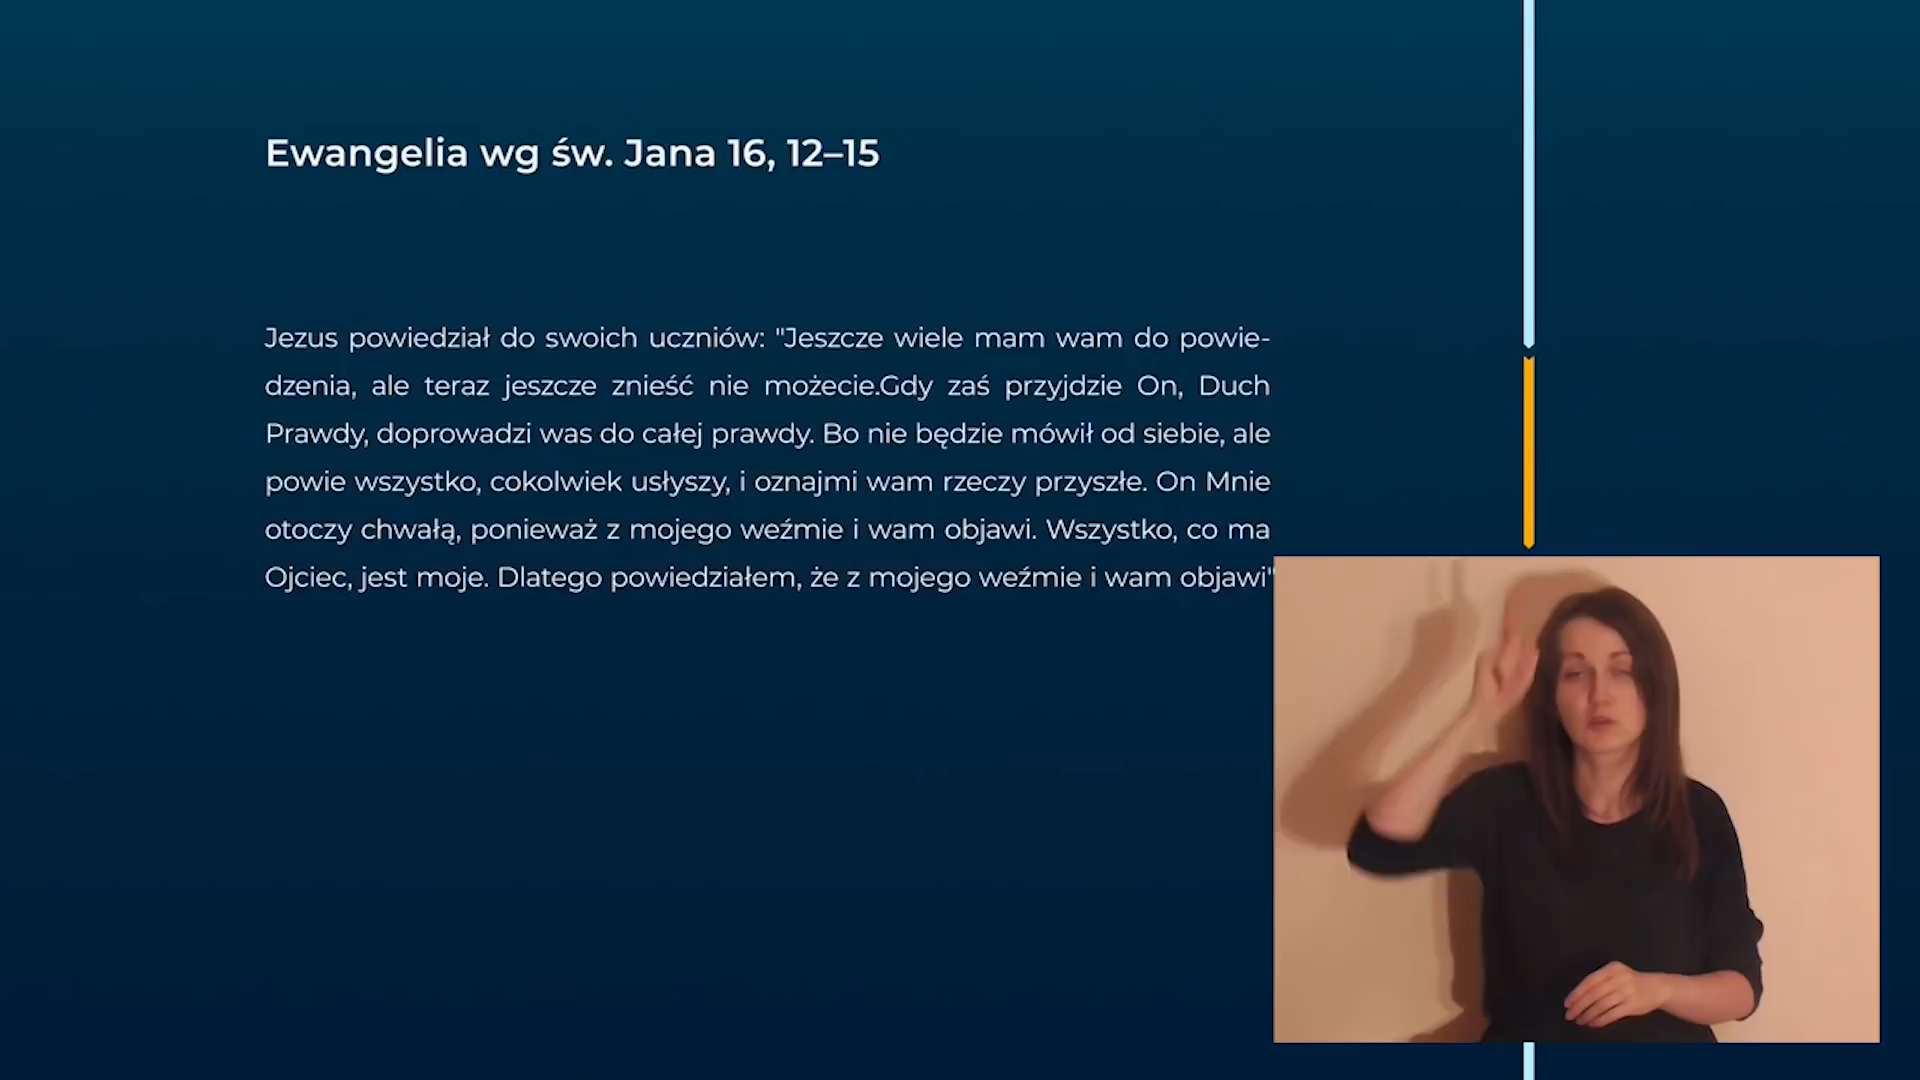 Ewangelia wg św. Jana 16, 12–15
Jezus powiedział do swoich uczniów: "Jeszcze wiele mam wam do powie-
dzenia, ale teraz jeszcze znieść nie możecie.Gdy zaś przyjdzie On, Duch
Prawdy, doprowadzi was do całej prawdy. Bo nie będzie mówił od siebie, ale
powie wszystko, cokolwiek usłyszy, i oznajmi wam rzeczy przyszłe. On Mnie
otoczy chwałą, ponieważ z mojego weźmie i wam objawi. Wszystko, co ma
Ojciec, jest moje. Dlatego powiedziałem, że z mojego weźmie i wam objawi"